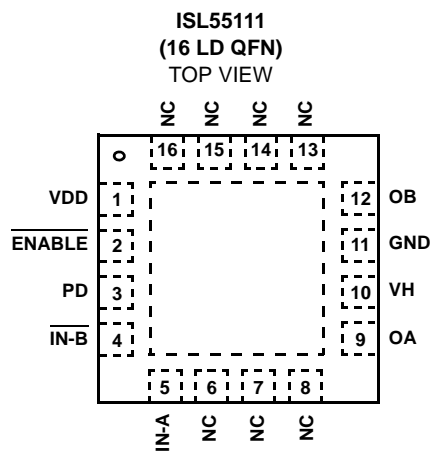 ISL55111
(16 LD QFN)
TOP VIEW
NC NC NC NC
16 15 14 13
VDD 1 12 OB
ENABLE 2 11 GND
PD 3 10 VH
IN-B 4 9 OA
5 6 7 8
IN-A NC NC NC